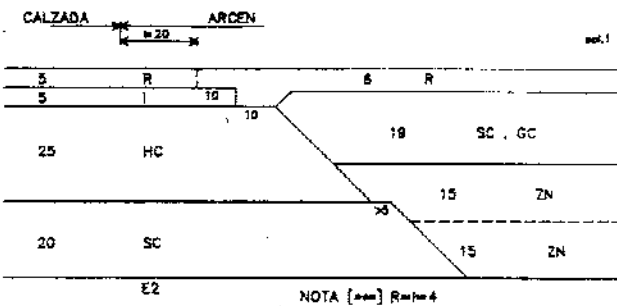 CALZADA ARCEN
≥20
sol.1
5 R 6 R
5 I 10
10
25 HC
19 SC , GC
15 ZN
>5
20 SC
15 ZN
E2
NOTA [***] R=I=4